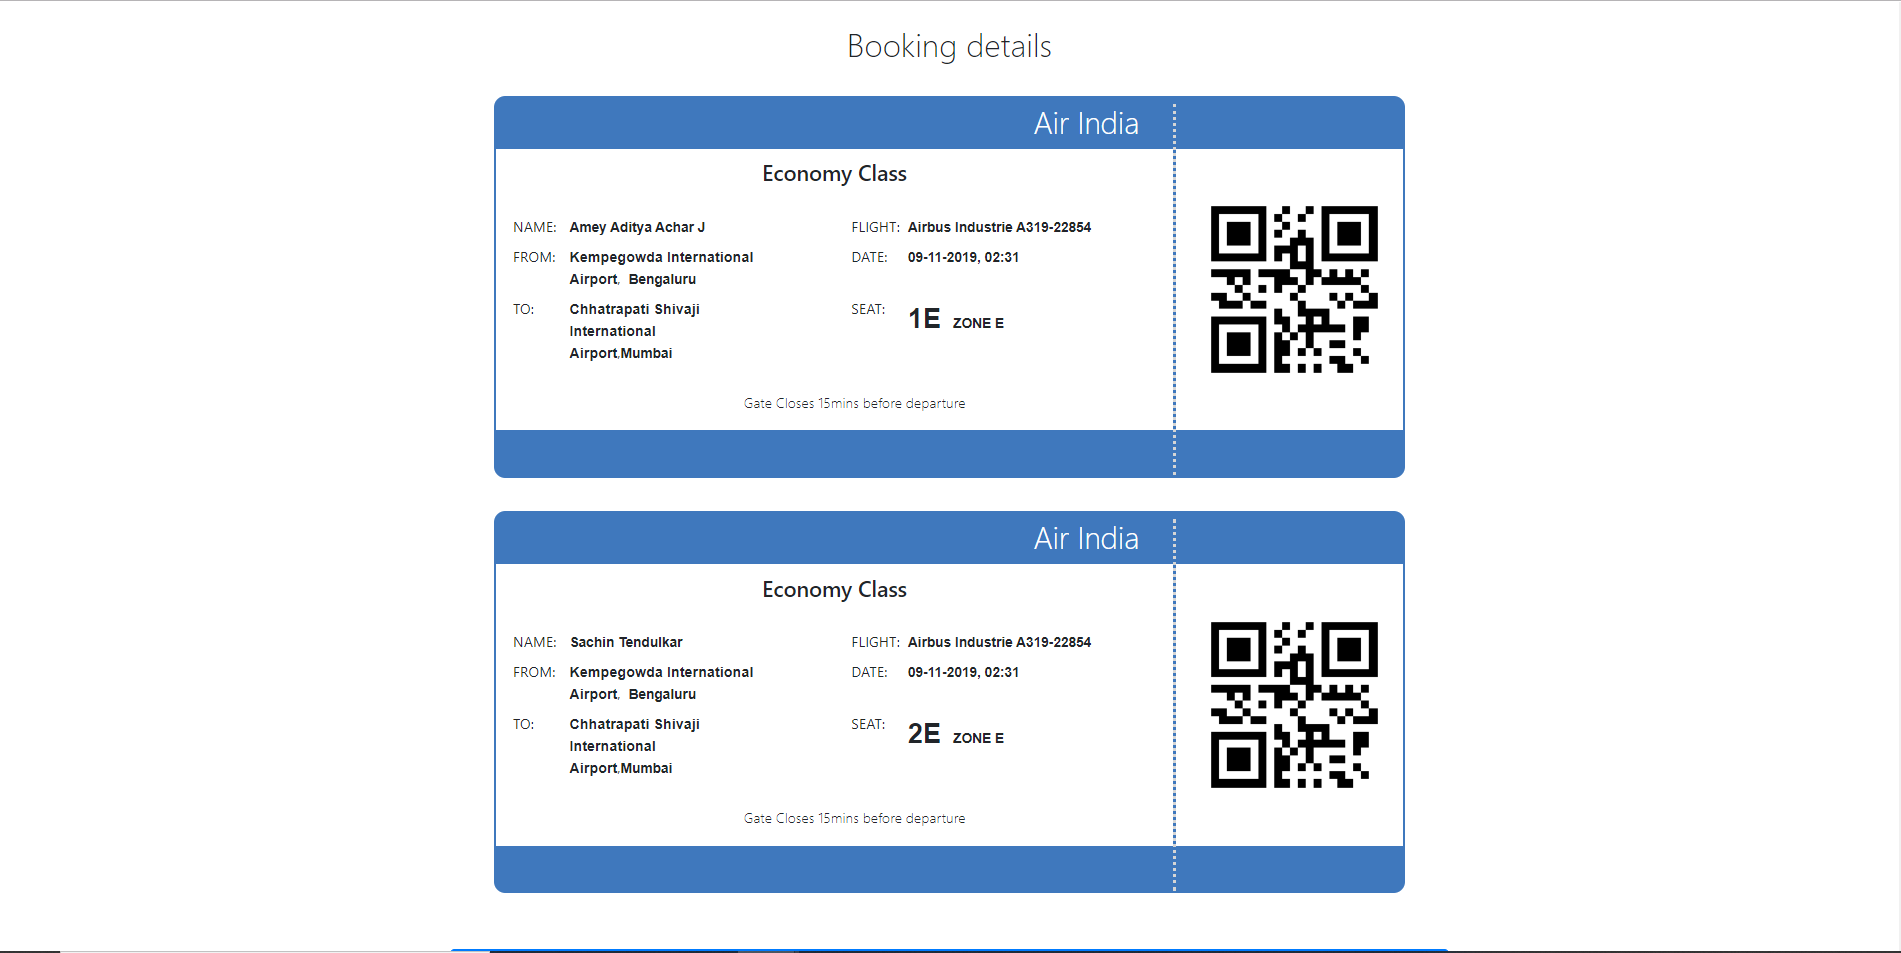 Booking details
Air India
Economy Class
NAME: Amey Aditya Achar J FLIGHT: Airbus Industrie A319-22854
FROM: Kempegowda International DATE: 09-11-2019, 02:31
Airport, Bengaluru
TO: Chhatrapati Shivaji SEAT: 1E ZONE E
International
Airport,Mumbai
Gate Closes 15mins before departure
Air India
Economy Class
NAME: Sachin Tendulkar FLIGHT: Airbus Industrie A319-22854
FROM: Kempegowda International DATE: 09-11-2019, 02:31
Airport, Bengaluru
TO: Chhatrapati Shivaji SEAT: 2E ZONE E
International
Airport,Mumbai
Gate Closes 15mins before departure